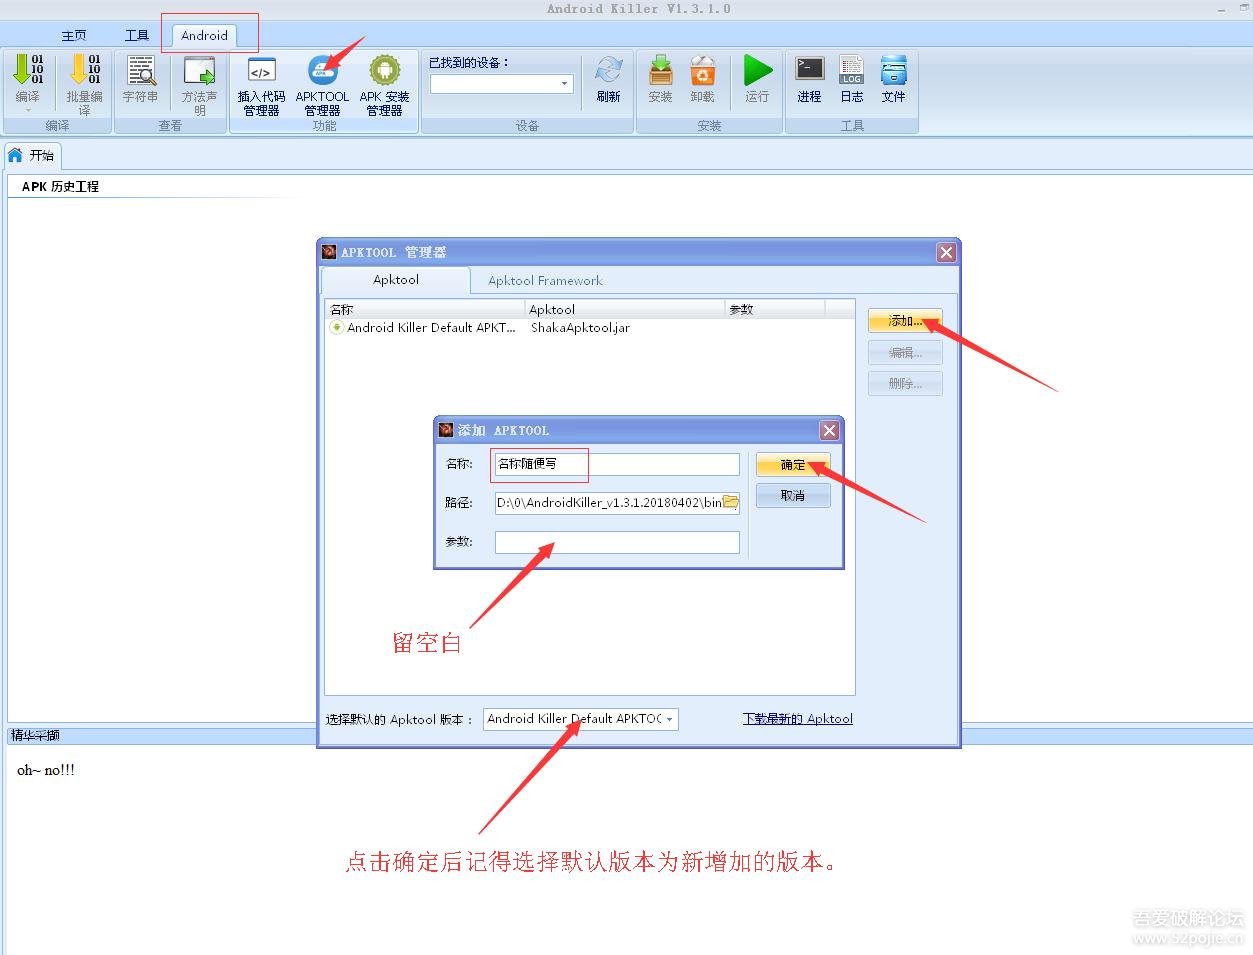 Android Killer V1.3.1.0
主页 工具 Android
编译 批量编译 字符串 方法声明 插入代码管理器 APKTOOL 管理器 APK 安装管理器 已找到的设备： 刷新 安装 卸载 运行 进程 日志 文件
编译 查看 功能 设备 安装 工具
开始
APK 历史工程
APKTOOL 管理器
Apktool Apktool Framework
名称 Apktool 参数
Android Killer Default APKT... ShakaApktool.jar
添加...
编辑...
删除...
添加 APKTOOL
名称: 名称随便写 确定
路径: D:\0\AndroidKiller_v1.3.1.20180402\bin 取消
参数:
留空白
选择默认的 Apktool 版本： Android Killer Default APKTOC 下载最新的 Apktool
精华采撷
oh~ no!!!
点击确定后记得选择默认版本为新增加的版本。
吾爱破解论坛
www.52pojie.cn